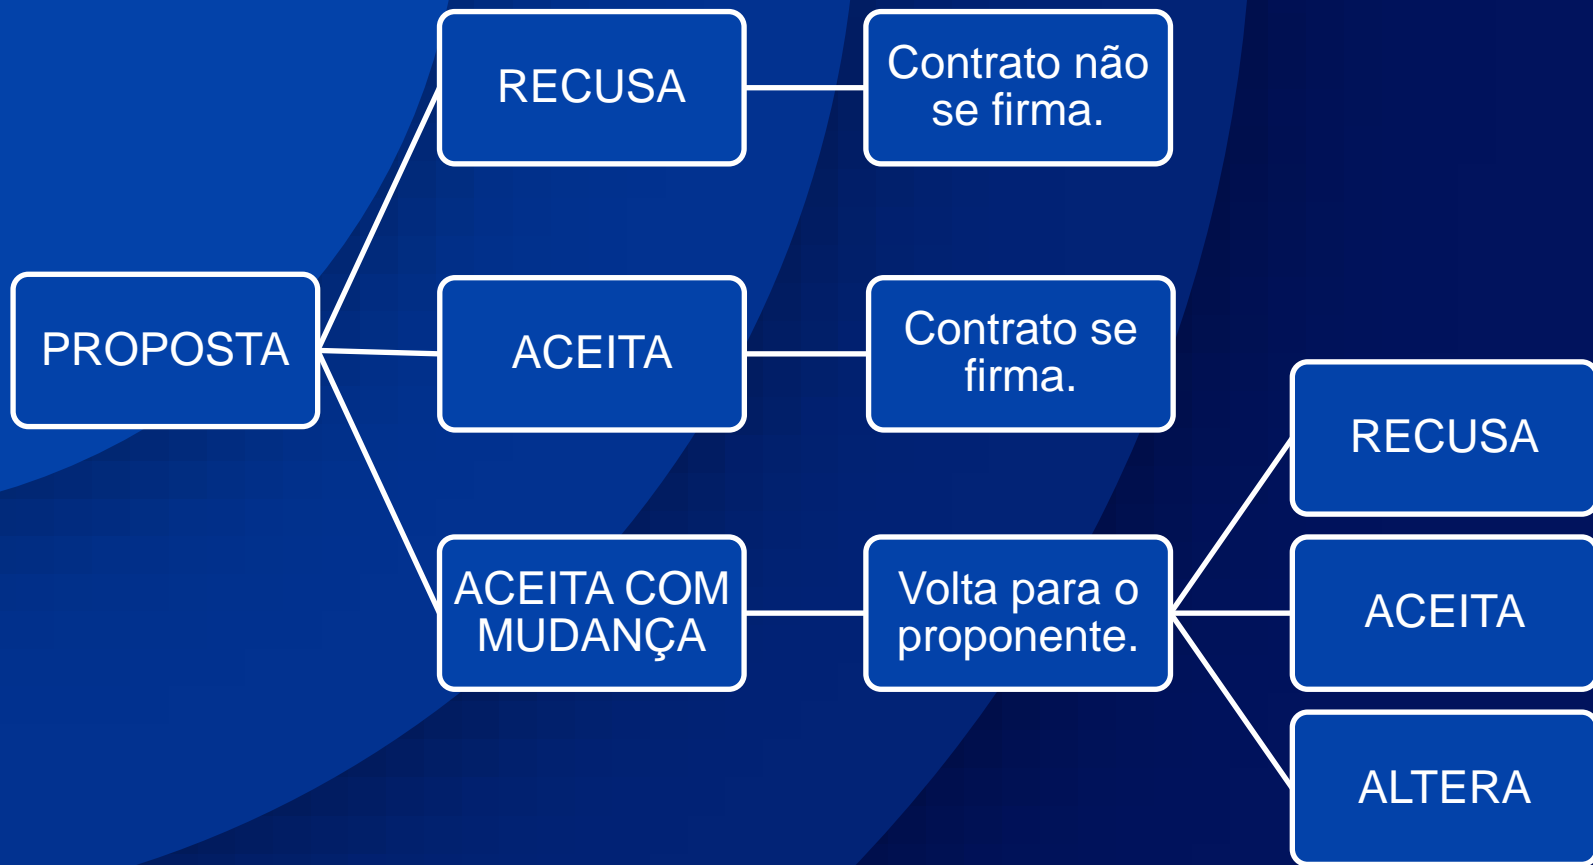 PROPOSTA
RECUSA
Contrato não
se firma.
ACEITA
Contrato se
firma.
ACEITA COM
MUDANÇA
Volta para o
proponente.
RECUSA
ACEITA
ALTERA